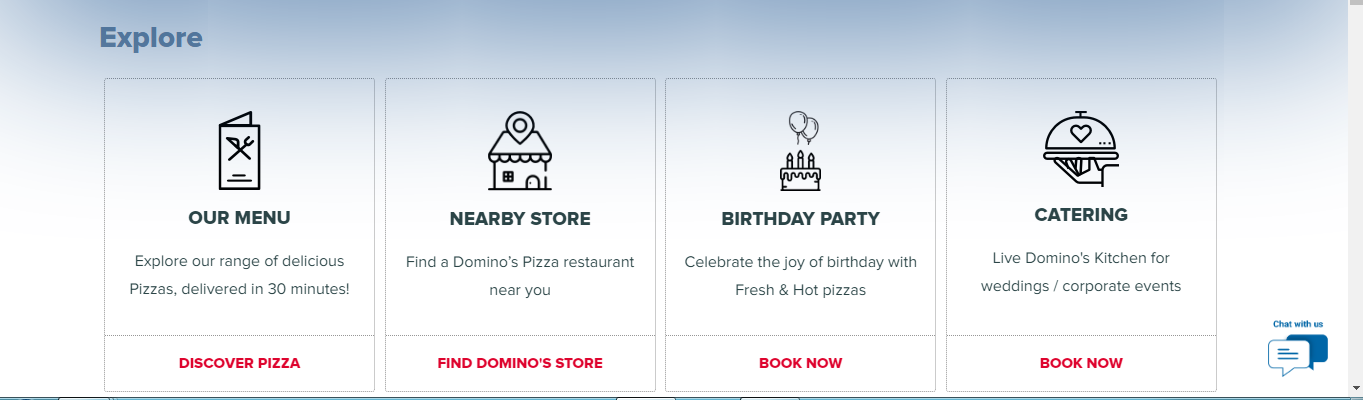 Explore
OUR MENU
Explore our range of delicious
Pizzas, delivered in 30 minutes!
DISCOVER PIZZA
NEARBY STORE
Find a Domino’s Pizza restaurant
near you
FIND DOMINO'S STORE
BIRTHDAY PARTY
Celebrate the joy of birthday with
Fresh & Hot pizzas
BOOK NOW
CATERING
Live Domino's Kitchen for
weddings / corporate events
BOOK NOW
Chat with us